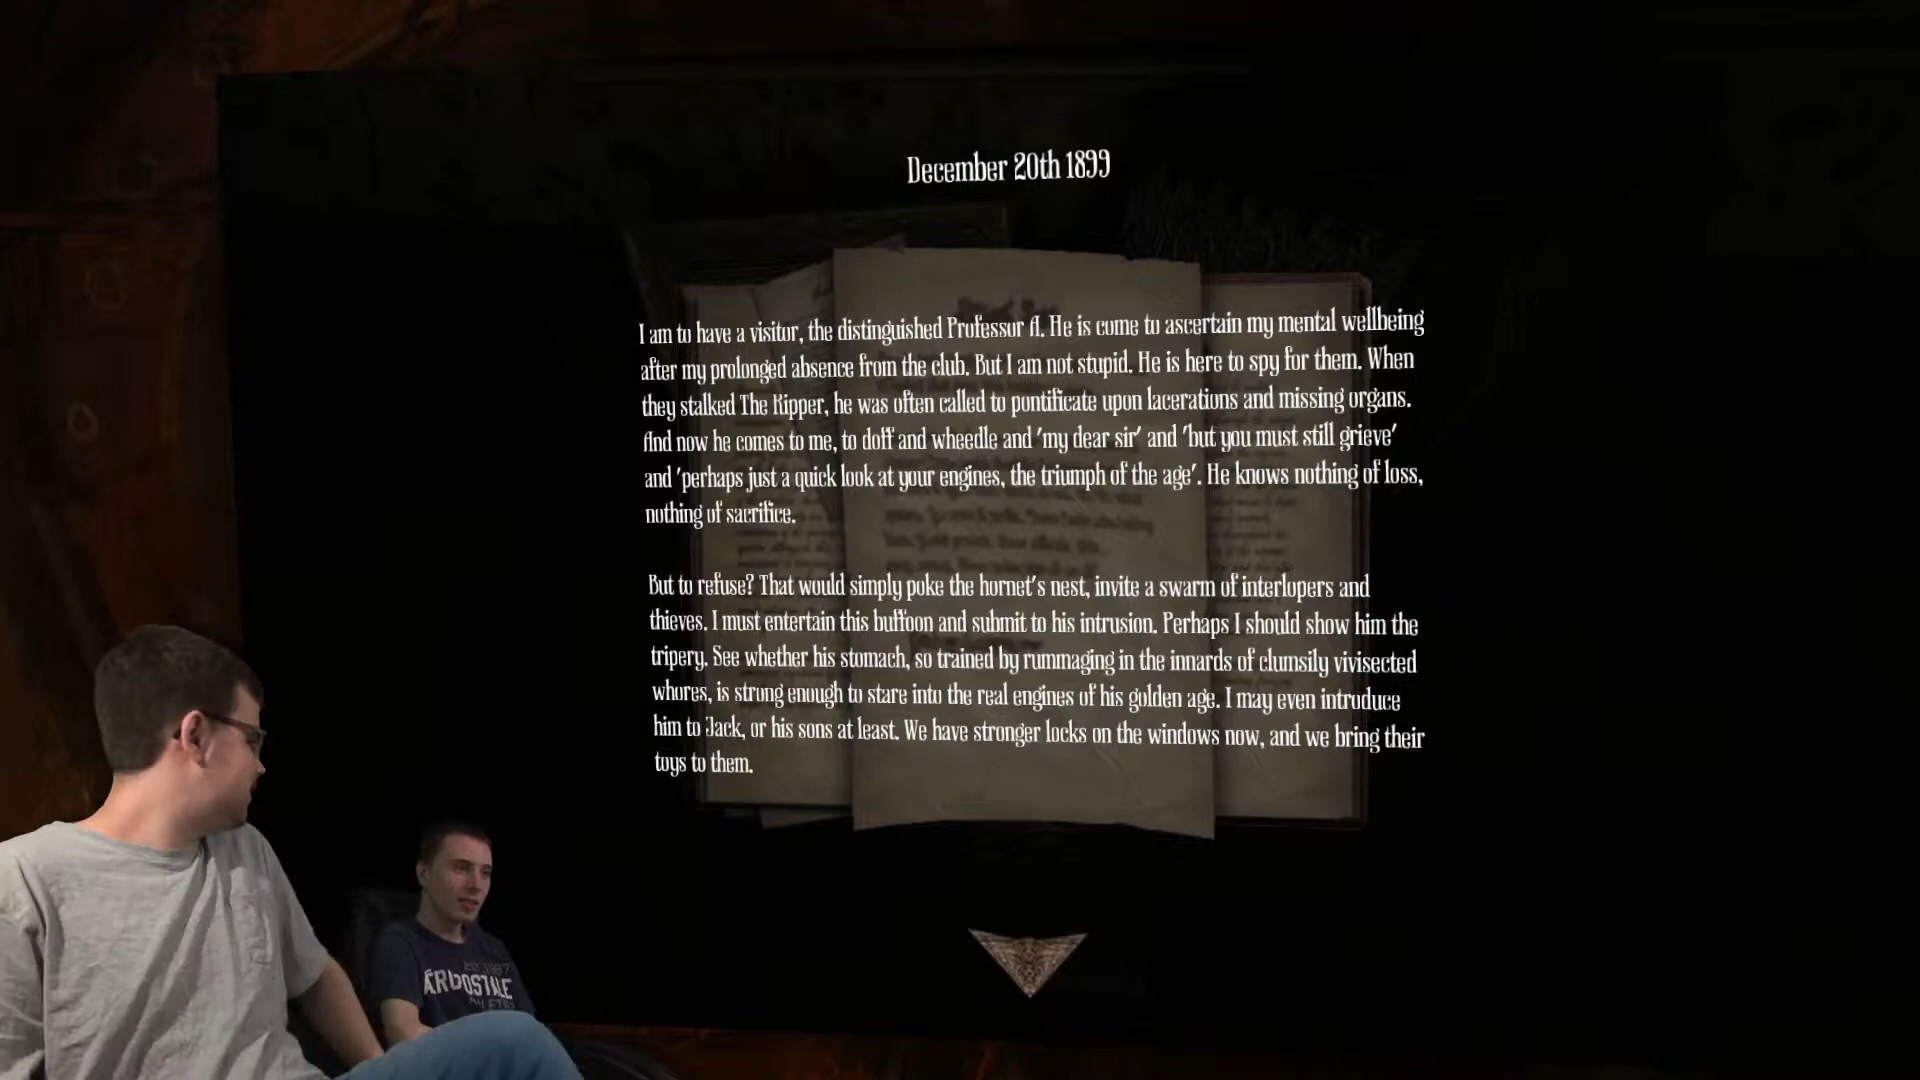 December 20th 1899
I am to have a visitor, the distinguished Professor A. He is come to ascertain my mental wellbeing
after my prolonged absence from the club. But I am not stupid. He is here to spy for them. When
they stalked The Ripper, he was often called to pontificate upon lacerations and missing organs.
And now he comes to me, to doff and wheedle and 'my dear sir' and 'but you must still grieve'
and 'perhaps just a quick look at your engines, the triumph of the age'. He knows nothing of loss,
nothing of sacrifice.
But to refuse? That would simply poke the hornet's nest, invite a swarm of interlopers and
thieves. I must entertain this buffoon and submit to his intrusion. Perhaps I should show him the
tripery. See whether his stomach, so trained by rummaging in the innards of clumsily vivisected
whores, is strong enough to stare into the real engines of his golden age. I may even introduce
him to Jack, or his sons at least. We have stronger locks on the windows now, and we bring their
toys to them.